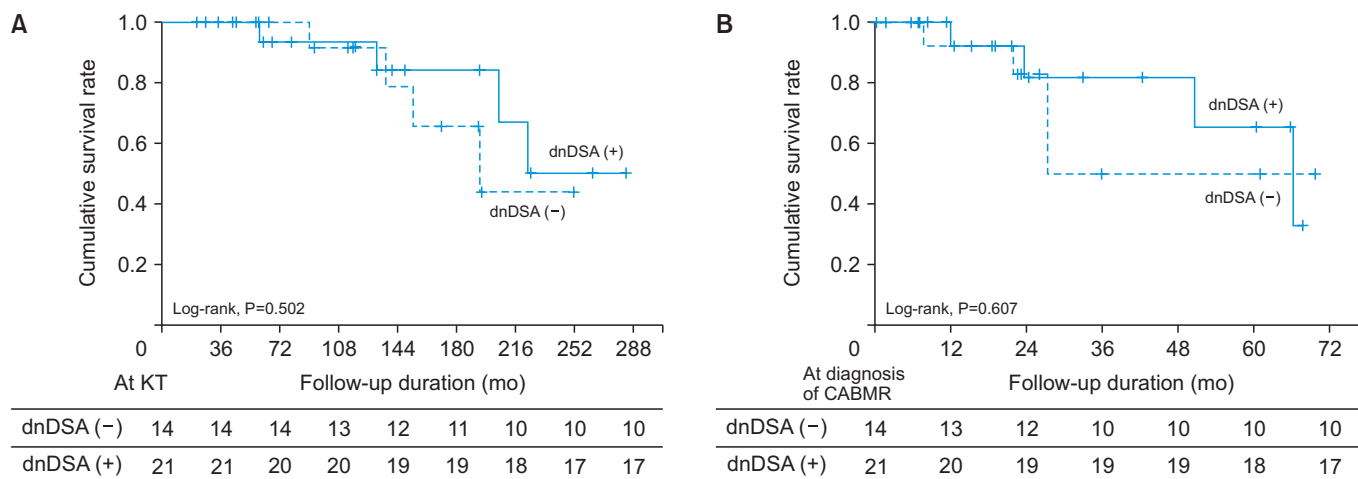 A
Cumulative survival rate
1.0
0.8
0.6
0.4
0.2
dnDSA (+)
dnDSA (−)
Log-rank, P=0.502
0 36 72 108 144 180 216 252 288
At KT
Follow-up duration (mo)
dnDSA (−) 14 14 14 13 12 11 10 10 10
dnDSA (+) 21 21 20 20 19 19 18 17 17
B
Cumulative survival rate
1.0
0.8
0.6
0.4
0.2
dnDSA (+)
dnDSA (−)
Log-rank, P=0.607
0 12 24 36 48 60 72
At diagnosis
of CABMR
Follow-up duration (mo)
dnDSA (−) 14 13 12 10 10 10 10
dnDSA (+) 21 20 19 19 19 18 17